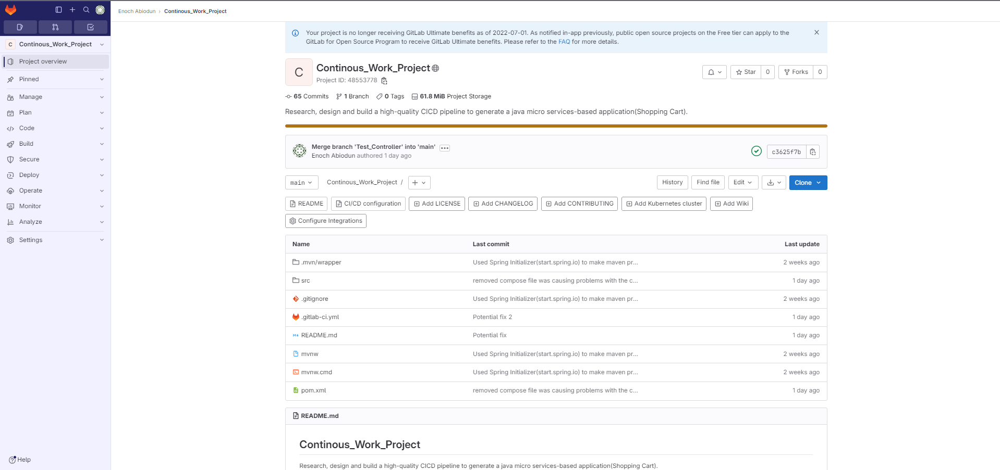 Enoch Abiodun › Continous_Work_Project
C Continous_Work_Project
Project overview
Pinned
Manage
Plan
Code
Build
Secure
Deploy
Operate
Monitor
Analyze
Settings
Help
Your project is no longer receiving GitLab Ultimate benefits as of 2022-07-01. As notified in-app previously, public open source projects on the Free tier can apply to the
GitLab for Open Source Program to receive GitLab Ultimate benefits. Please refer to the FAQ for more details.
C
Continous_Work_Project
Project ID: 48553778
Star 0 Forks 0
65 Commits 1 Branch 0 Tags 61.8 MiB Project Storage
Research, design and build a high-quality CICD pipeline to generate a java micro services-based application(Shopping Cart).
Merge branch 'Test_Controller' into 'main'
Enoch Abiodun authored 1 day ago
c3625f7b
main Continous_Work_Project / History Find file Edit Clone
README CI/CD configuration Add LICENSE Add CHANGELOG Add CONTRIBUTING Add Kubernetes cluster Add Wiki
Configure Integrations
Name Last commit Last update
.mvn/wrapper Used Spring Initializer(start.spring.io) to make maven pr... 2 weeks ago
src removed compose file was causing problems with the c... 1 day ago
.gitignore Used Spring Initializer(start.spring.io) to make maven pr... 2 weeks ago
.gitlab-ci.yml Potential fix 2 1 day ago
README.md Potential fix 1 day ago
mvnw Used Spring Initializer(start.spring.io) to make maven pr... 2 weeks ago
mvnw.cmd Used Spring Initializer(start.spring.io) to make maven pr... 2 weeks ago
pom.xml removed compose file was causing problems with the c... 1 day ago
README.md
Continous_Work_Project
Research, design and build a high-quality CICD pipeline to generate a java micro services-based application(Shopping Cart).